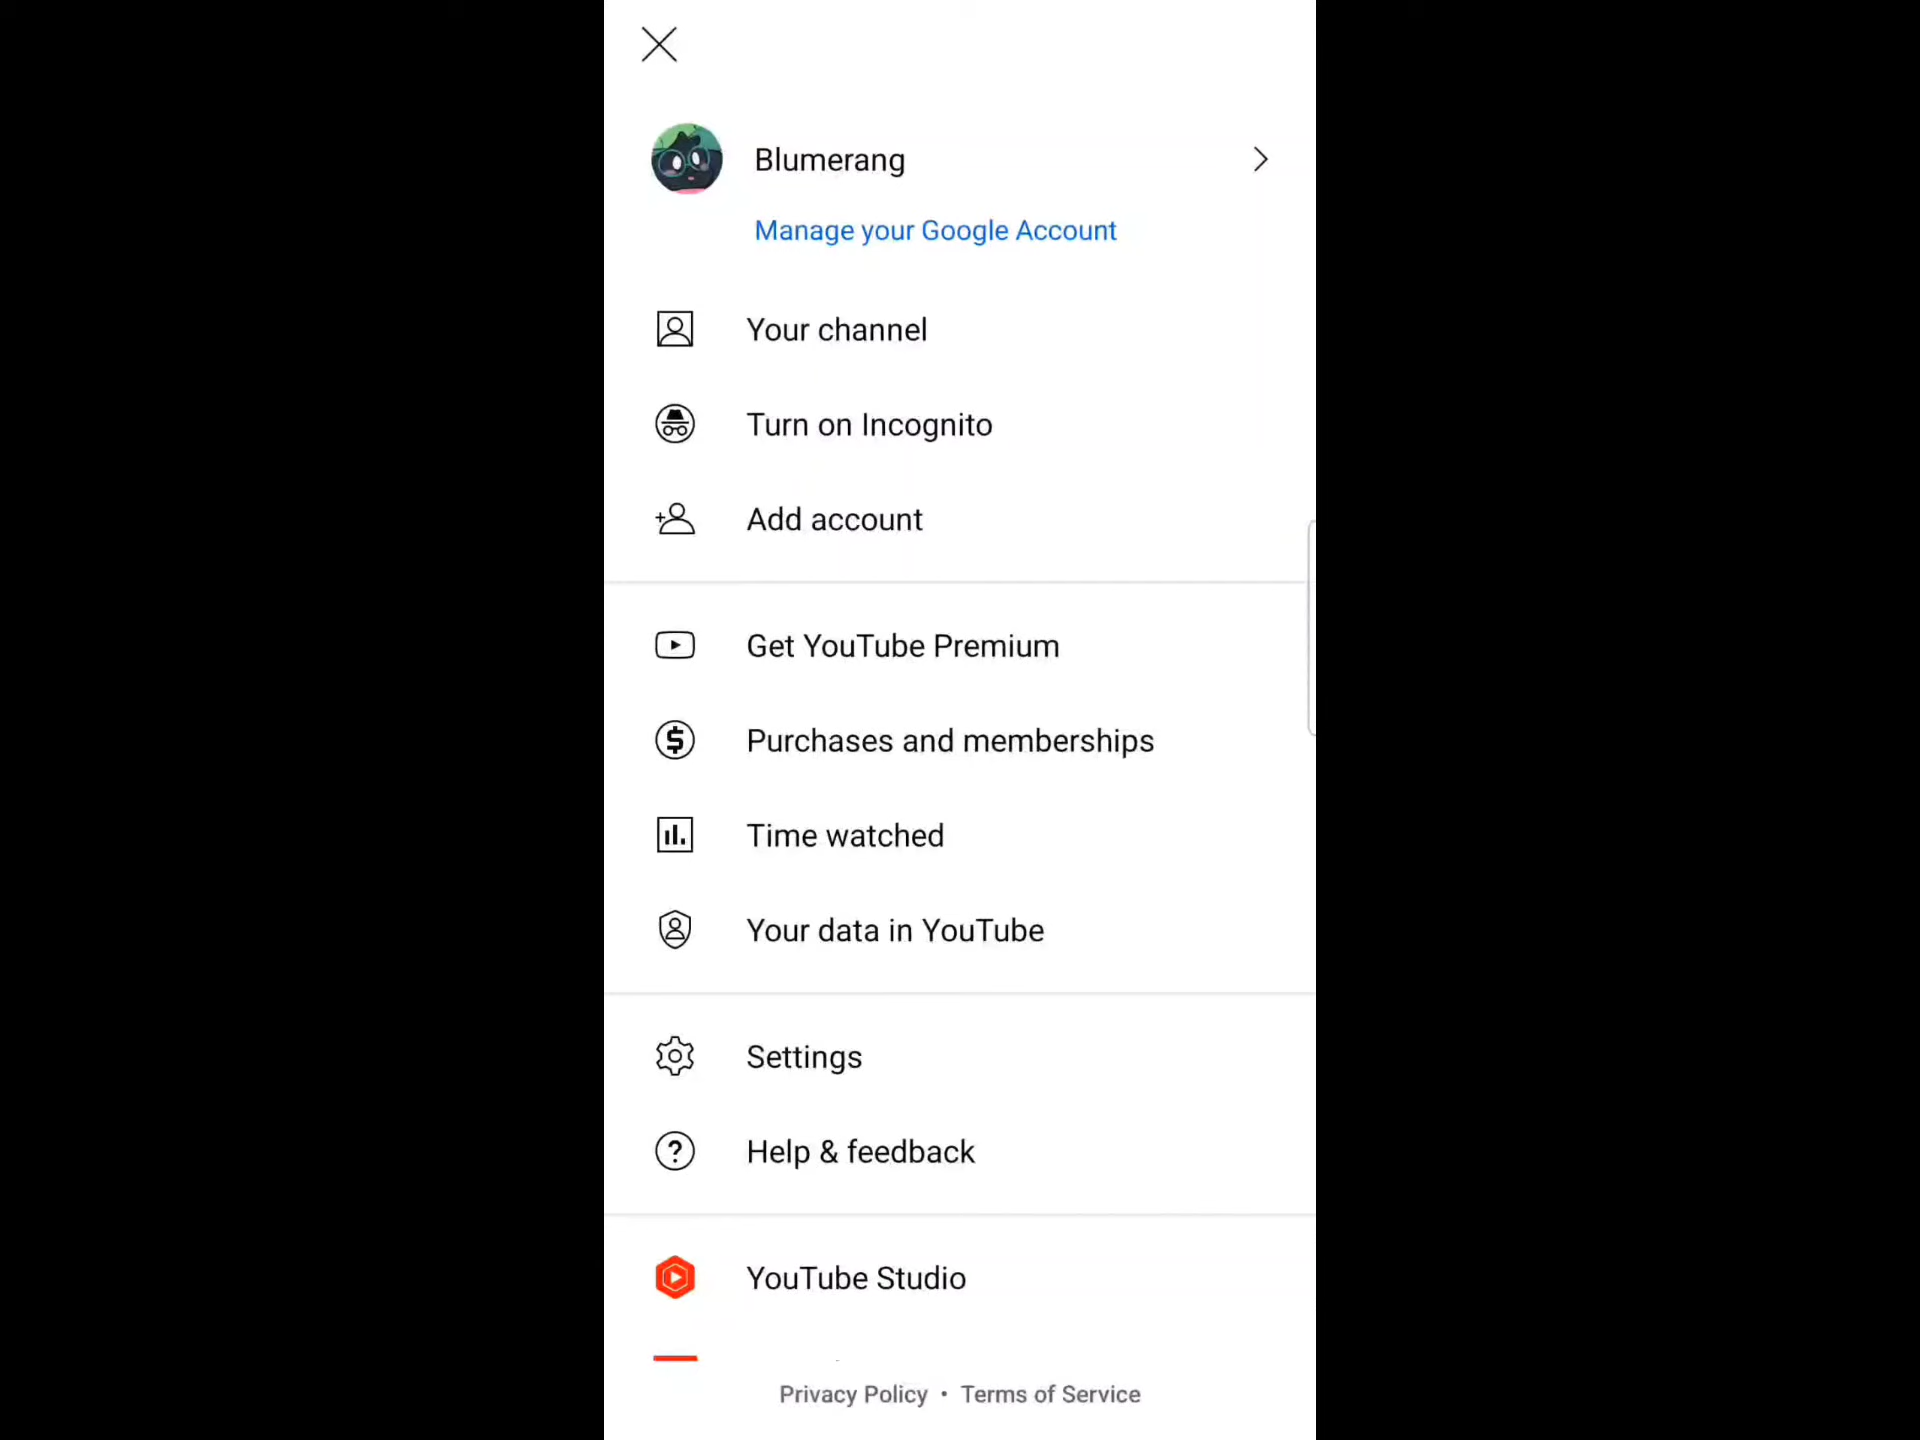 Blumerang
Manage your Google Account
Your channel
Turn on Incognito
Add account
Get YouTube Premium
Purchases and memberships
Time watched
Your data in YouTube
Settings
Help & feedback
YouTube Studio
Privacy Policy • Terms of Service